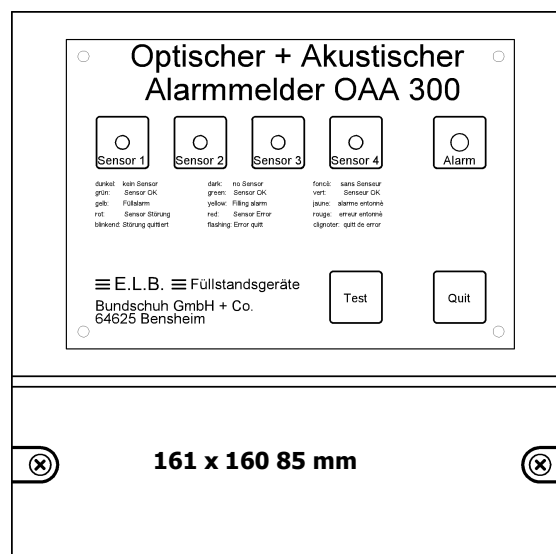 Optischer + Akustischer
Alarmmelder OAA 300
Sensor 1 Sensor 2 Sensor 3 Sensor 4 Alarm
dunkel: kein Sensor dark: no Sensor foncè: sans Senseur
grün: Sensor OK green: Sensor OK vert: Senseur OK
gelb: Füllalarm yellow: Filling alarm jaune: alarme entonnè
rot: Sensor Störung red: Sensor Error rouge: erreur entonnè
blinkend: Störung quittiert flashing: Error quitt clignoter: quitt de error
E.L.B. Füllstandsgeräte
Bundschuh GmbH + Co.
64625 Bensheim
Test Quit
161 x 160 85 mm